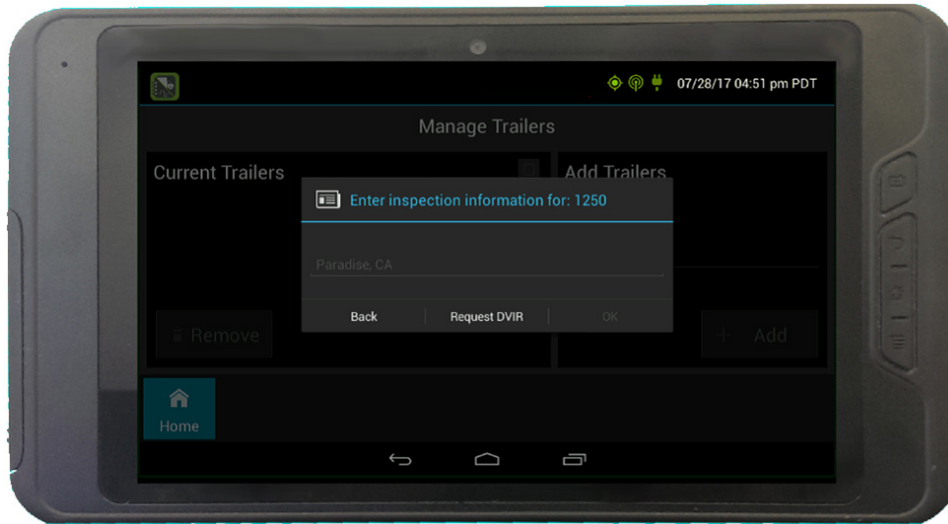 07/28/17 04:51 pm PDT
Manage Trailers
Current Trailers
Add Trailers
Enter inspection information for: 1250
Paradise, CA
Back
Request DVIR
OK
Remove
+ Add
Home